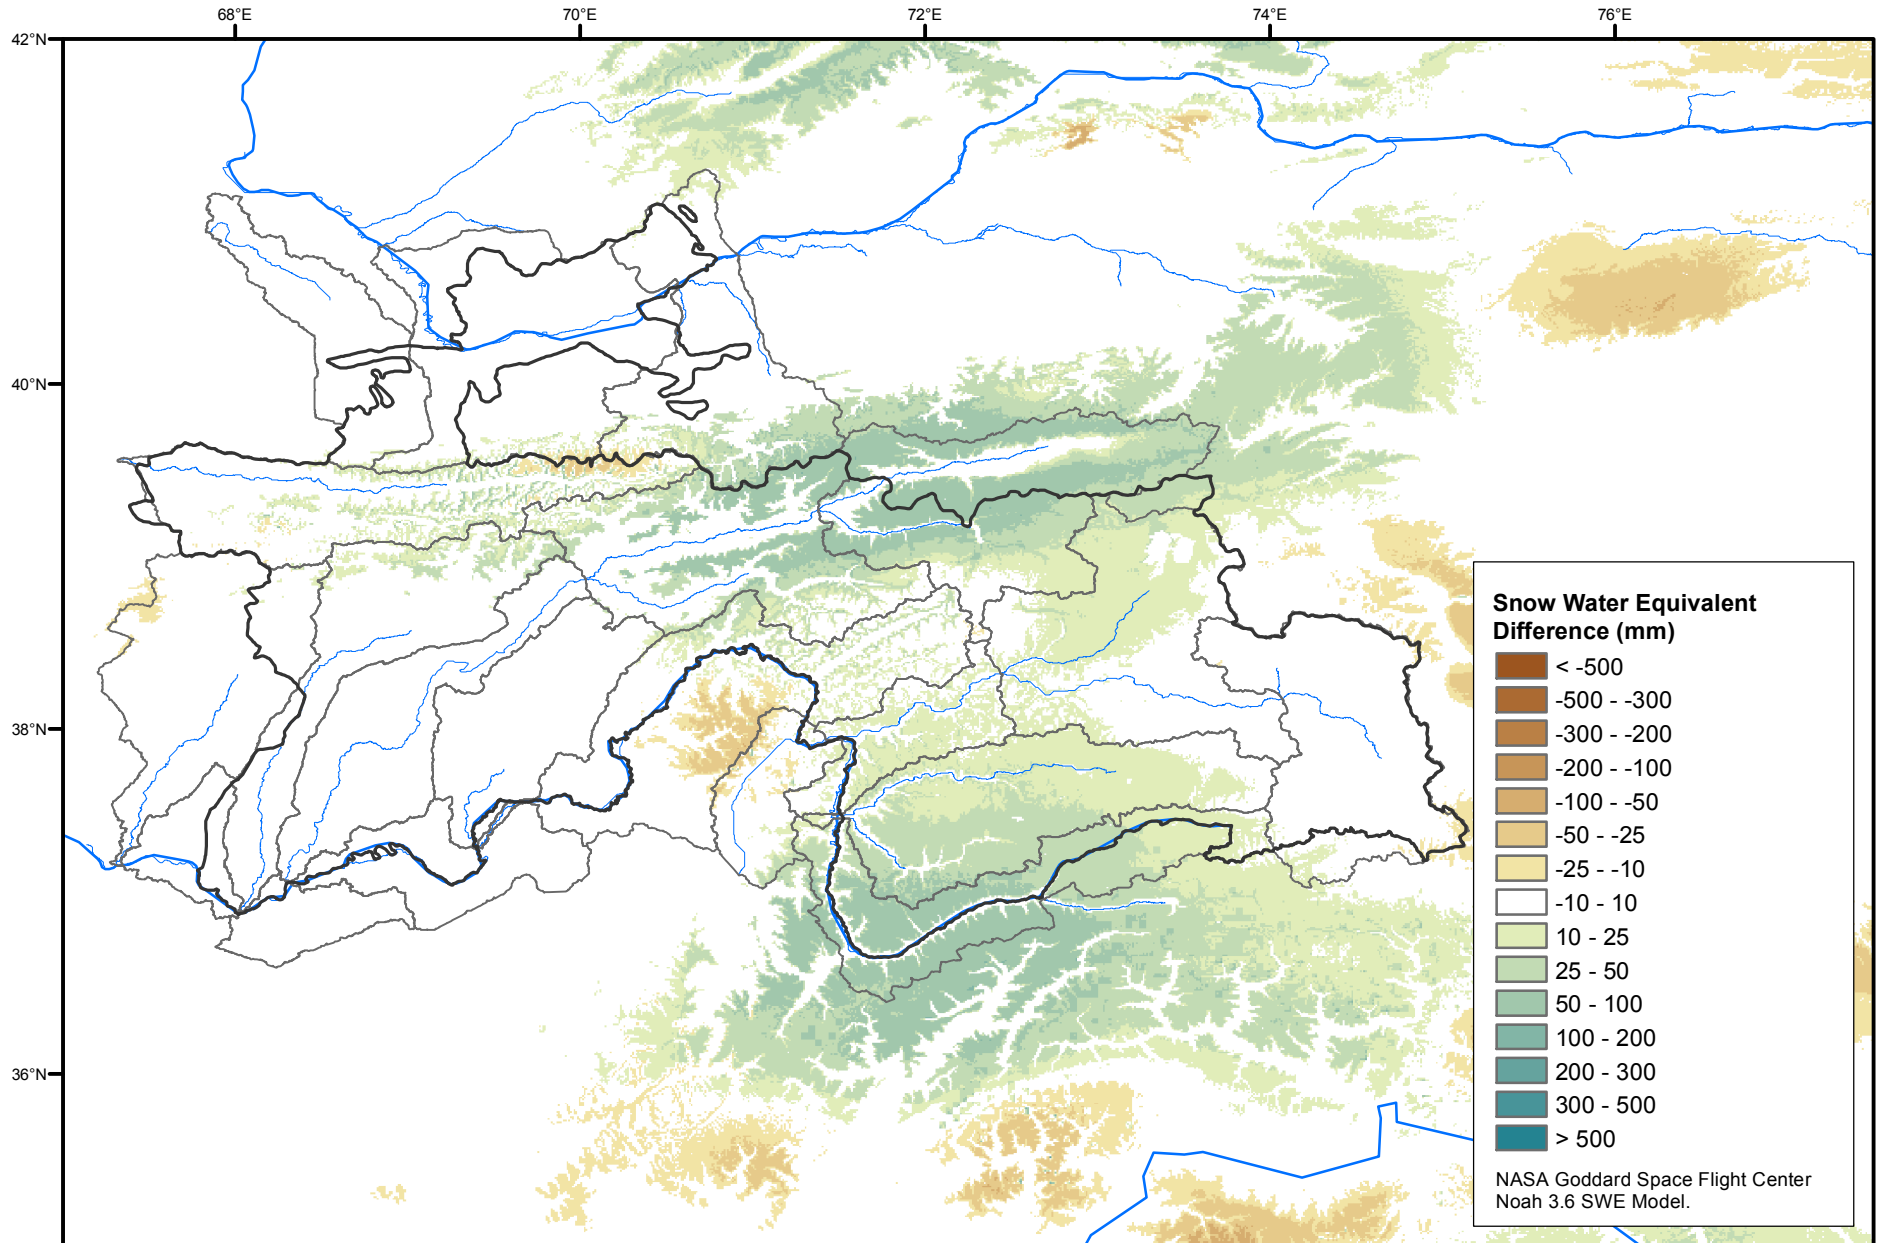 68°E 70°E 72°E 74°E 76°E
42°N
40°N
38°N
36°N
Snow Water Equivalent
Difference (mm)
< -500
-500 - -300
-300 - -200
-200 - -100
-100 - -50
-50 - -25
-25 - -10
-10 - 10
10 - 25
25 - 50
50 - 100
100 - 200
200 - 300
300 - 500
> 500
NASA Goddard Space Flight Center
Noah 3.6 SWE Model.